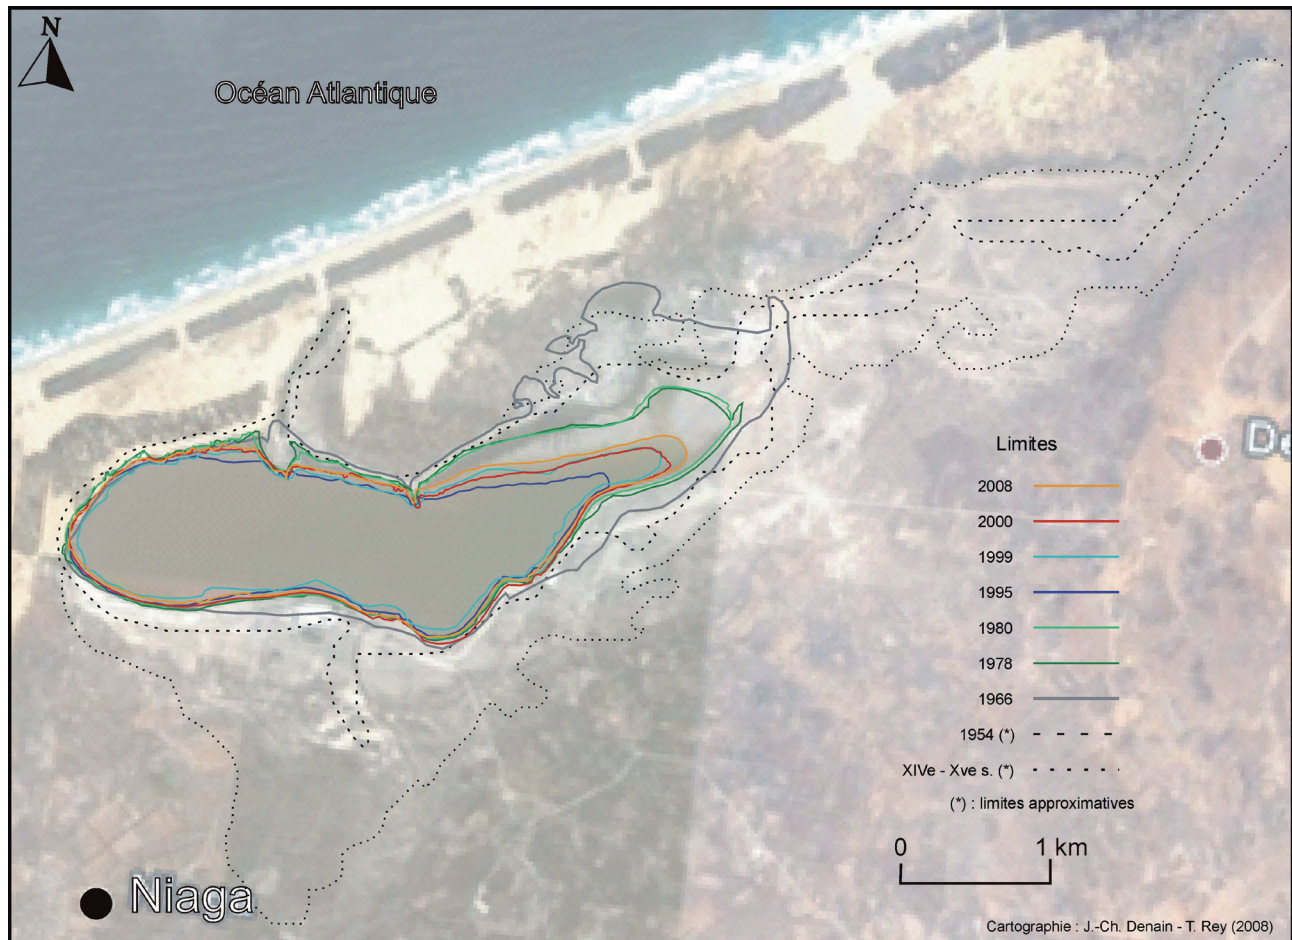 N
Océan Atlantique
De
Limites
2008
2000
1999
1995
1980
1978
1966
1954 (*)
XIVe - Xve s. (*)
(*) : limites approximatives
0 1 km
Niaga
Cartographie : J.-Ch. Denain - T. Rey (2008)